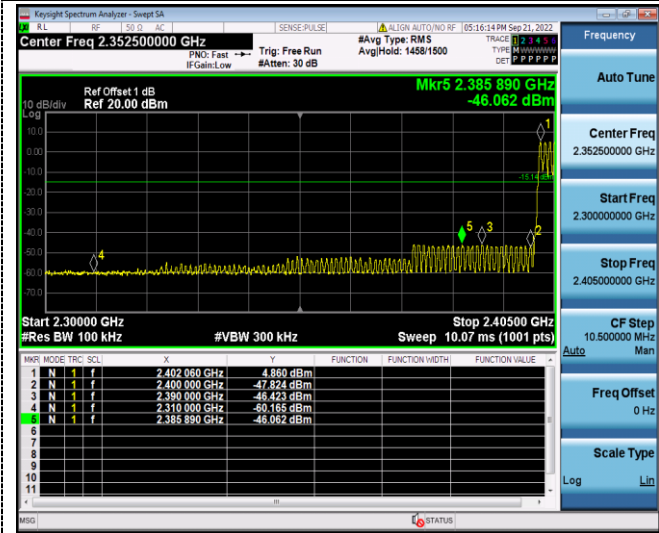 Keysight Spectrum Analyzer - Swept SA
RL RF 50 Ω AC SENSE:PULSE ALIGN AUTO/NO RF 05:16:14 PM Sep 21, 2022
Center Freq 2.352500000 GHz
PNO: Fast Trig: Free Run
IFGain:Low #Atten: 30 dB
#Avg Type: RMS
Avg|Hold: 1458/1500
TRACE 1 2 3 4 5 6
TYPE M W W W W W
DET P P P P P P
Mkr5 2.385 890 GHz
-46.062 dBm
Ref Offset 1 dB
10 dB/div Ref 20.00 dBm
Log
10.0
0.00
-10.0
-15.14 dBm
-20.0
-30.0
-40.0
-50.0
-60.0
-70.0
1
2
3
4
5
Start 2.30000 GHz Stop 2.40500 GHz
#Res BW 100 kHz #VBW 300 kHz Sweep 10.07 ms (1001 pts)
MKR MODE TRC SCL X Y FUNCTION FUNCTION WIDTH FUNCTION VALUE
1 N 1 f 2.402 060 GHz 4.860 dBm
2 N 1 f 2.400 000 GHz -47.824 dBm
3 N 1 f 2.390 000 GHz -46.423 dBm
4 N 1 f 2.310 000 GHz -60.165 dBm
5 N 1 f 2.385 890 GHz -46.062 dBm
6
7
8
9
10
11
MSG STATUS
Frequency
Auto Tune
Center Freq
2.352500000 GHz
Start Freq
2.300000000 GHz
Stop Freq
2.405000000 GHz
CF Step
10.500000 MHz
Auto Man
Freq Offset
0 Hz
Scale Type
Log Lin